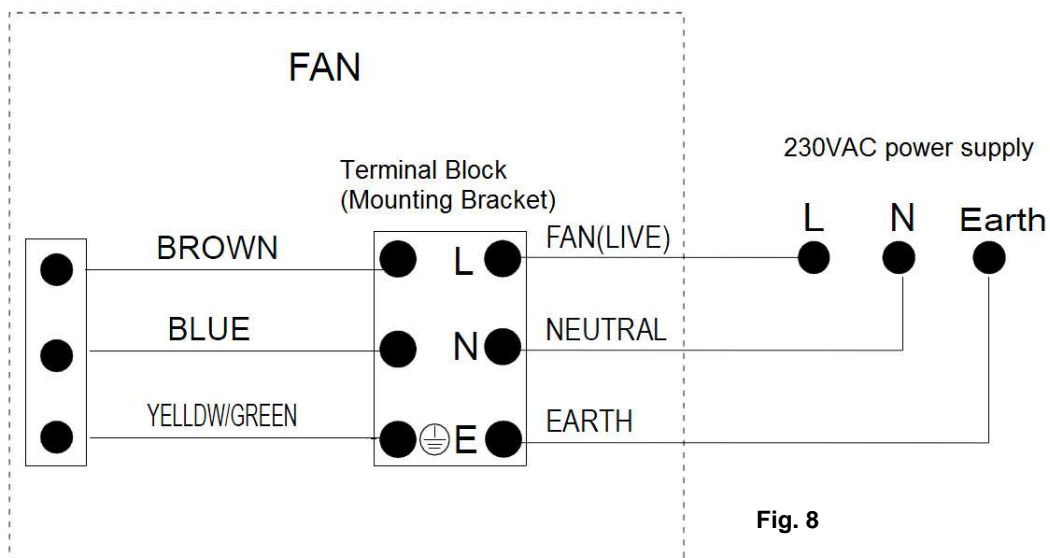 FAN
230VAC power supply
Terminal Block
(Mounting Bracket)
L N Earth
BROWN L FAN(LIVE)
BLUE N NEUTRAL
YELLDW/GREEN E EARTH
Fig. 8